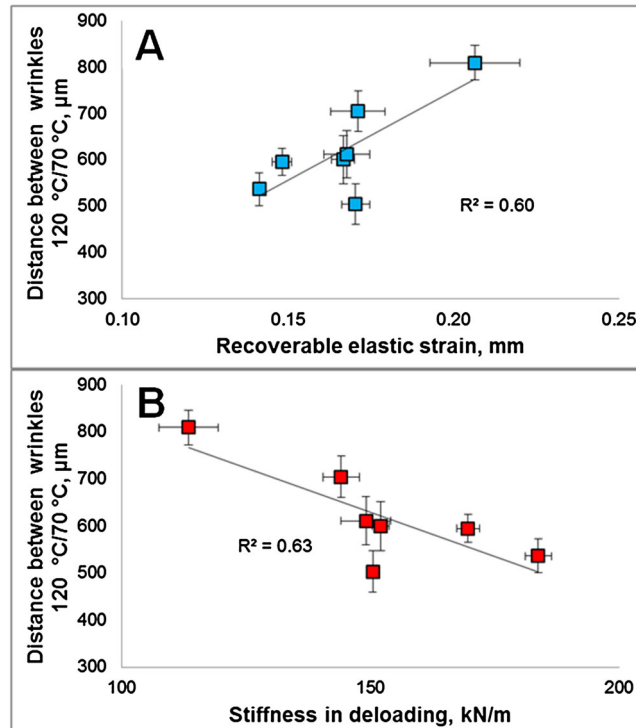 A
Distance between wrinkles
120 °C/70 °C, µm
900
800
700
600
500
400
300
R² = 0.60
0.10
0.15
0.20
0.25
Recoverable elastic strain, mm
B
Distance between wrinkles
120 °C/70 °C, µm
900
800
700
600
500
400
300
R² = 0.63
100
150
200
Stiffness in deloading, kN/m